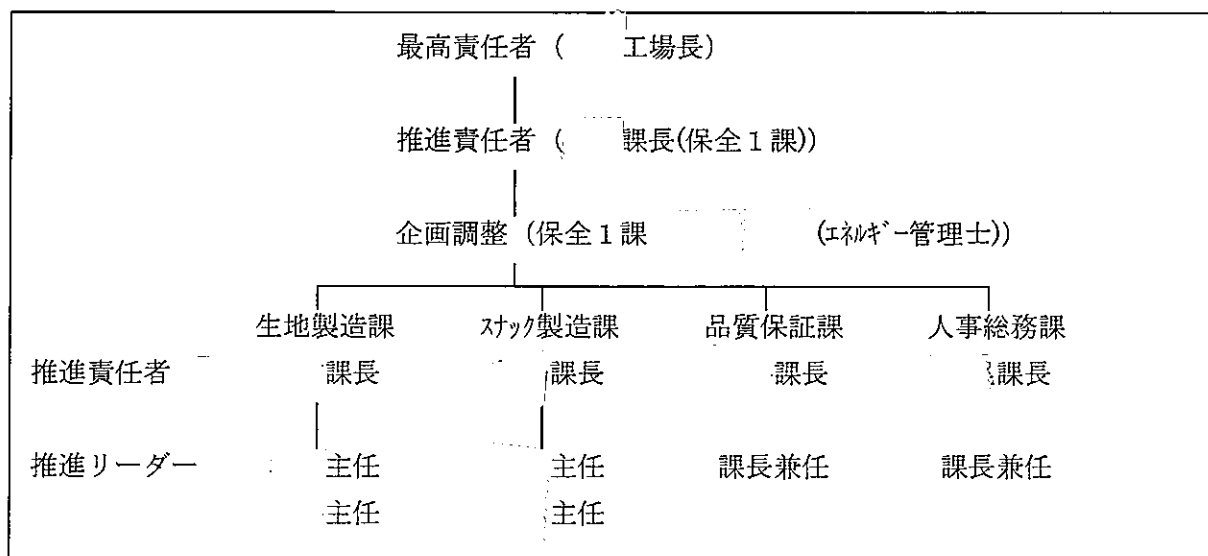 最高責任者（　　工場長）
推進責任者（　　課長(保全１課)）
企画調整（保全１課　　　　　　(ｴﾈﾙｷﾞｰ管理士)）
生地製造課　ｽﾅｯｸ製造課　品質保証課　人事総務課
推進責任者　課長　課長　課長　課長
推進リーダー　主任　主任　課長兼任　課長兼任
主任　主任